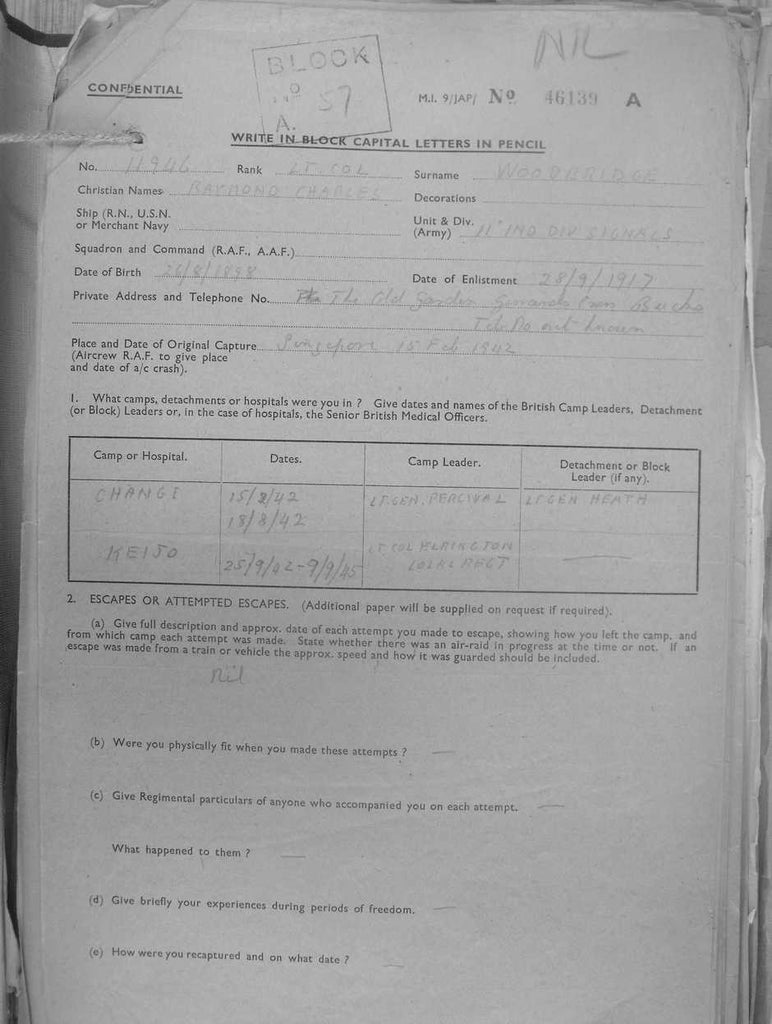 NIL
BLOCK
No 57
A.
CONFIDENTIAL
M.I. 9/JAP/ No 46139 A
WRITE IN BLOCK CAPITAL LETTERS IN PENCIL
No. 11946 Rank LT. COL Surname WOODBRIDGE
Christian Names RAYMOND CHARLES Decorations
Ship (R.N., U.S.N. or Merchant Navy
Unit & Div. (Army) 11 IND DIV SIGNALS
Squadron and Command (R.A.F., A.A.F.)
Date of Birth 26/8/1898 Date of Enlistment 28/9/1917
Private Address and Telephone No. The Old Garden Gerrards Cross Bucks
Tel. No not known
Place and Date of Original Capture Singapore 15 Feb 1942
(Aircrew R.A.F. to give place
and date of a/c crash).
1. What camps, detachments or hospitals were you in ? Give dates and names of the British Camp Leaders, Detachment
(or Block) Leaders or, in the case of hospitals, the Senior British Medical Officers.
Camp or Hospital. Dates. Camp Leader. Detachment or Block Leader (if any).
CHANGI 15/2/42 LT. GEN. PERCIVAL LT GEN HEATH
18/8/42
KEIJO 25/9/42 - 9/9/45 LT COL ELRINGTON
LOYAL REGT
2. ESCAPES OR ATTEMPTED ESCAPES. (Additional paper will be supplied on request if required).
(a) Give full description and approx. date of each attempt you made to escape, showing how you left the camp, and
from which camp each attempt was made. State whether there was an air-raid in progress at the time or not. If an
escape was made from a train or vehicle the approx. speed and how it was guarded should be included.
Nil
(b) Were you physically fit when you made these attempts ? —
(c) Give Regimental particulars of anyone who accompanied you on each attempt. —
What happened to them ? —
(d) Give briefly your experiences during periods of freedom. —
(e) How were you recaptured and on what date ? —